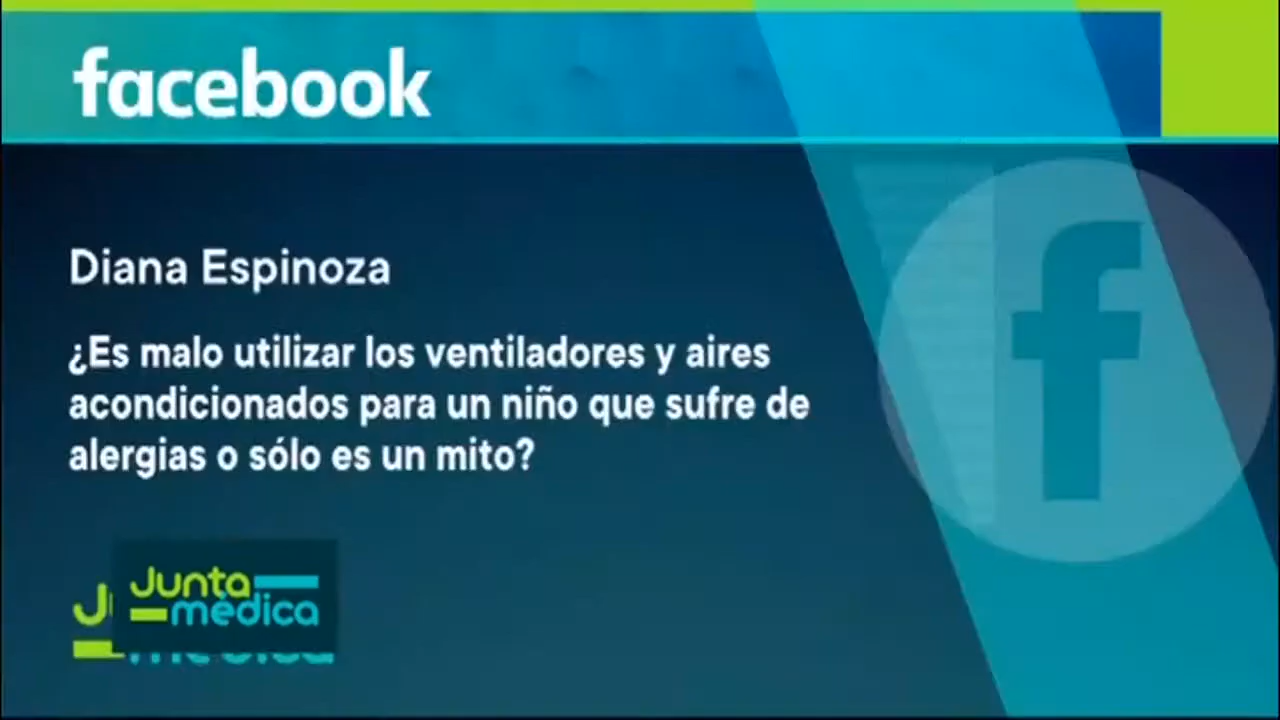 facebook
Diana Espinoza
¿Es malo utilizar los ventiladores y aires
acondicionados para un niño que sufre de
alergias o sólo es un mito?
Junta
médica